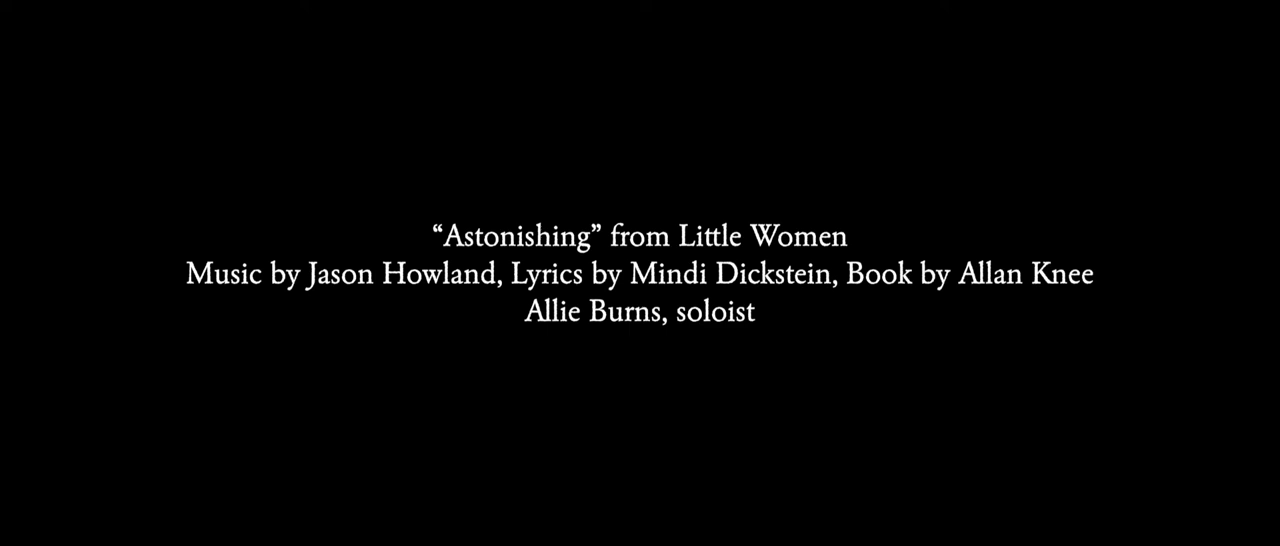 “Astonishing” from Little Women
Music by Jason Howland, Lyrics by Mindi Dickstein, Book by Allan Knee
Allie Burns, soloist